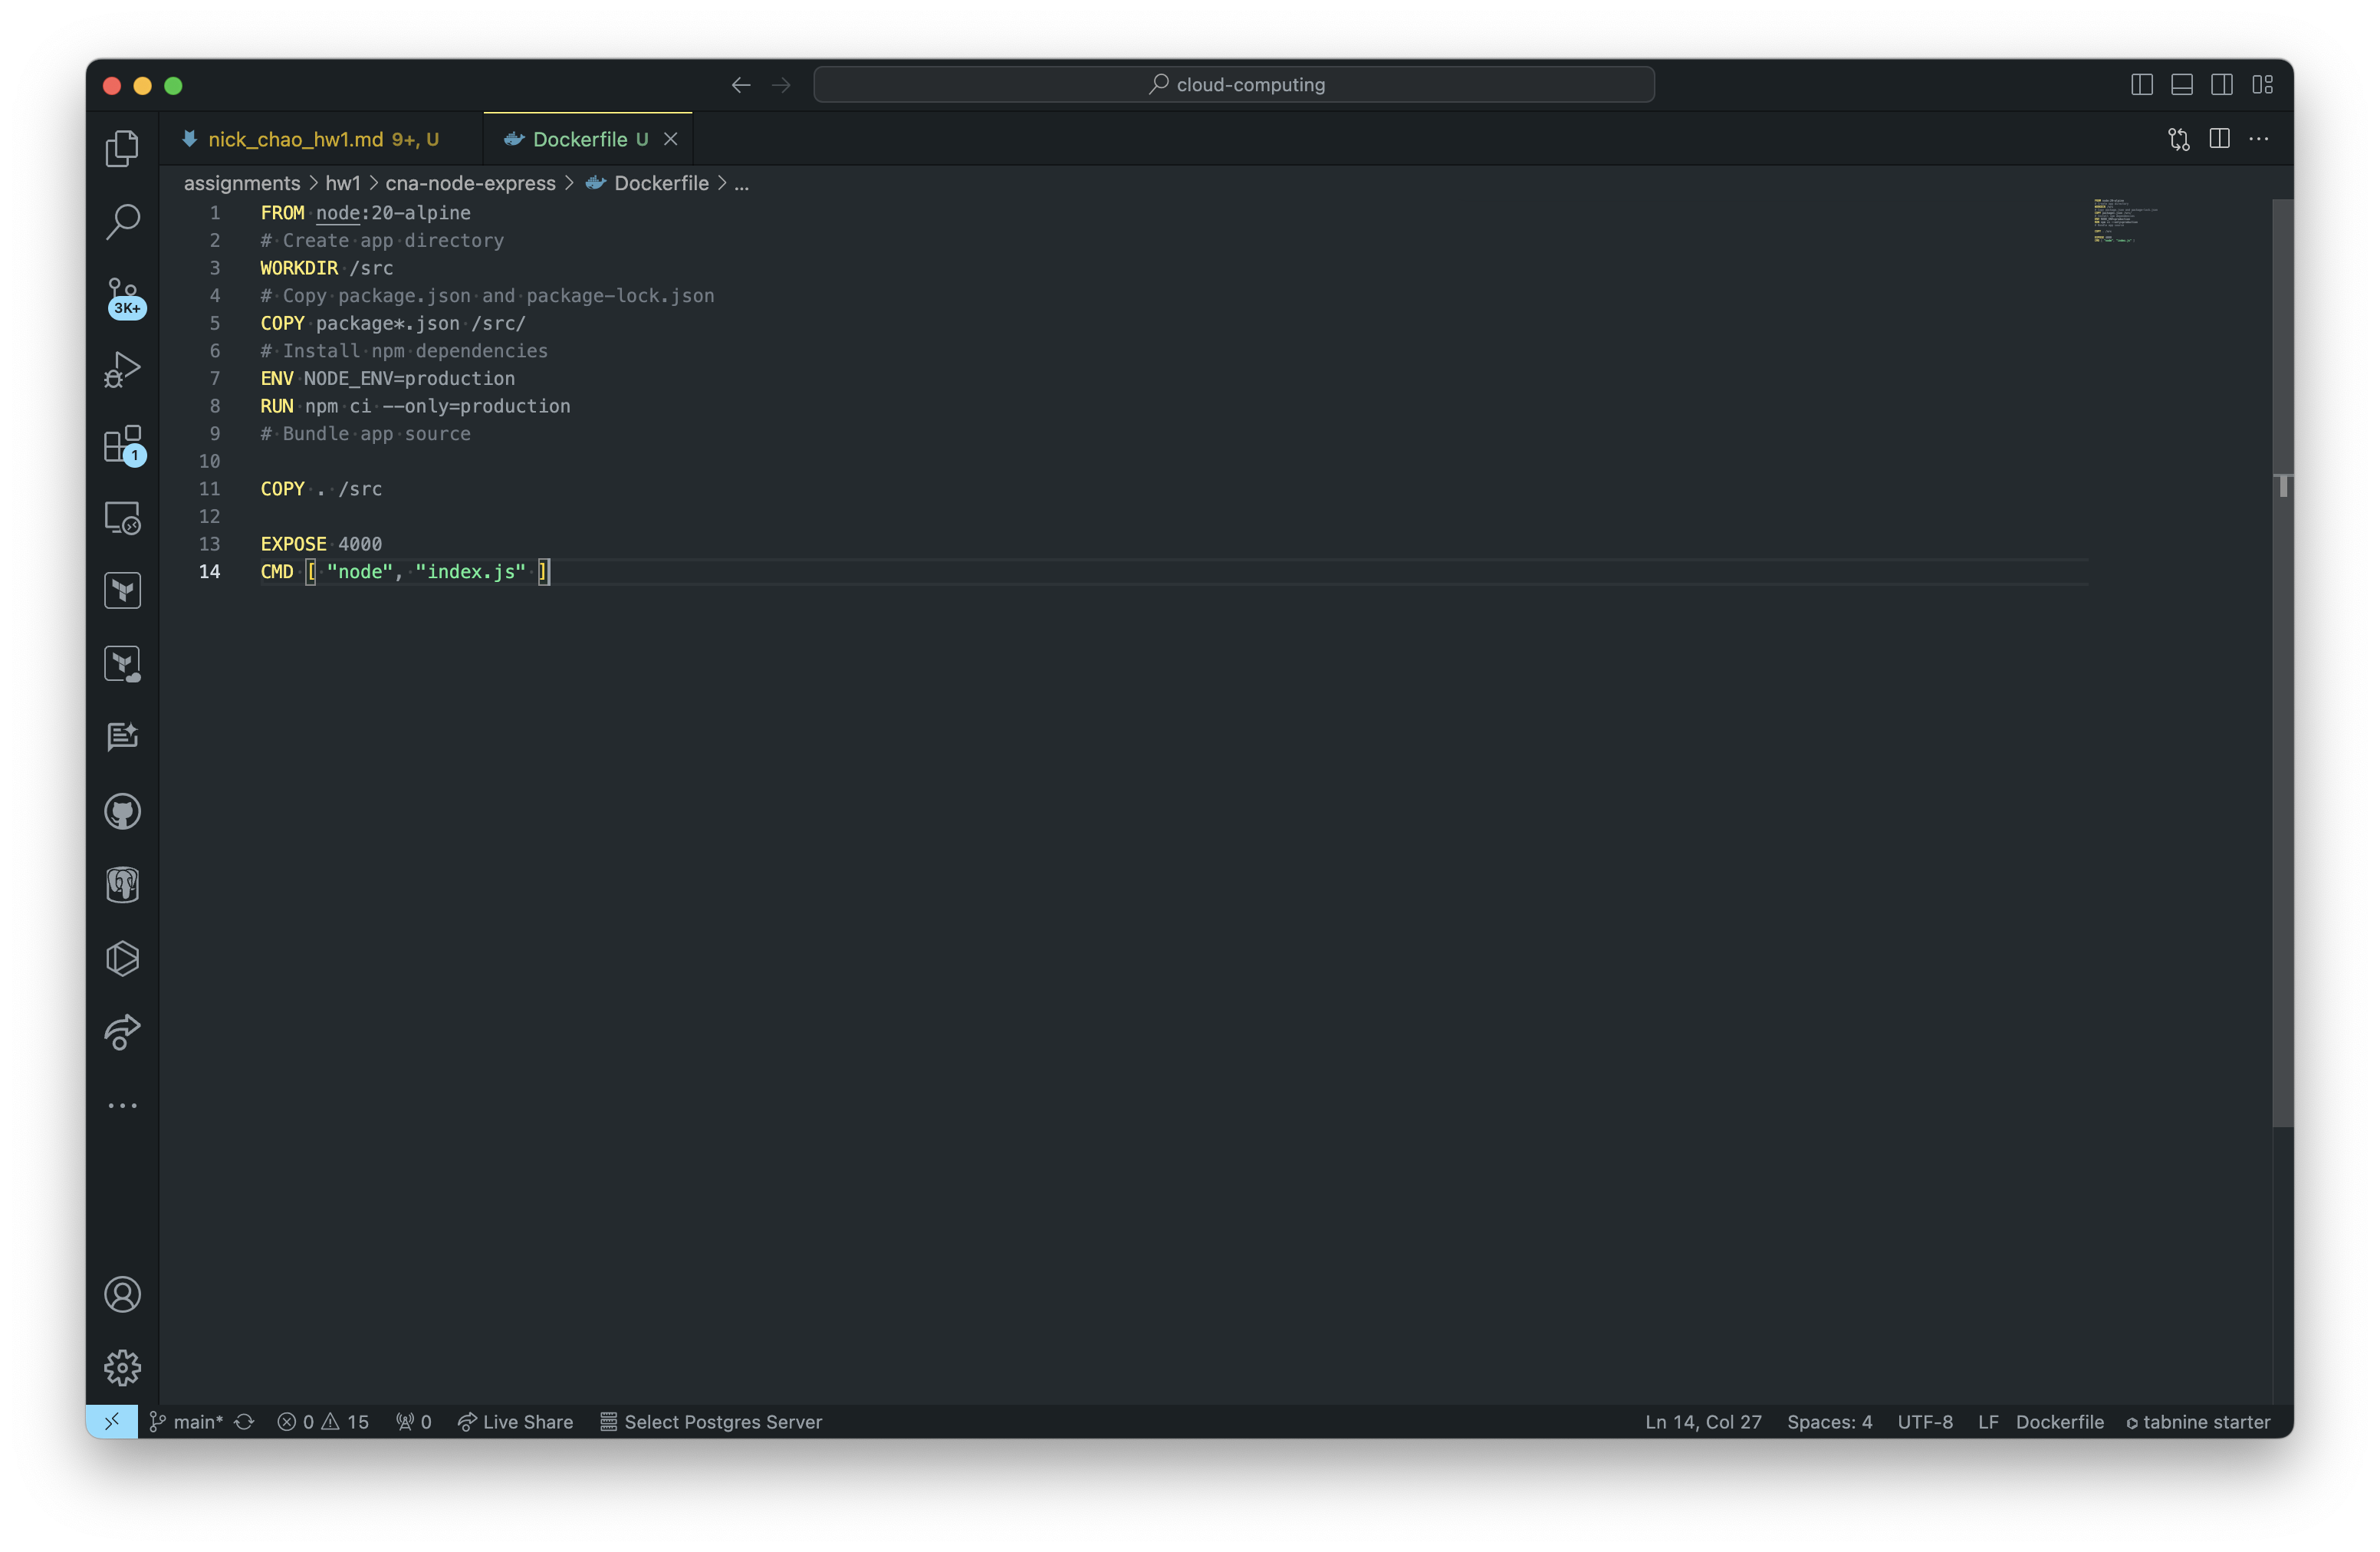 cloud-computing
nick_chao_hw1.md 9+, U
Dockerfile U
assignments > hw1 > cna-node-express > Dockerfile > ...
1 FROM node:20-alpine
2 # Create app directory
3 WORKDIR /src
4 # Copy package.json and package-lock.json
5 COPY package*.json /src/
6 # Install npm dependencies
7 ENV NODE_ENV=production
8 RUN npm ci --only=production
9 # Bundle app source
10
11 COPY . /src
12
13 EXPOSE 4000
14 CMD [ "node", "index.js" ]
3K+
1
main* 0 15 0 Live Share Select Postgres Server Ln 14, Col 27 Spaces: 4 UTF-8 LF Dockerfile tabnine starter